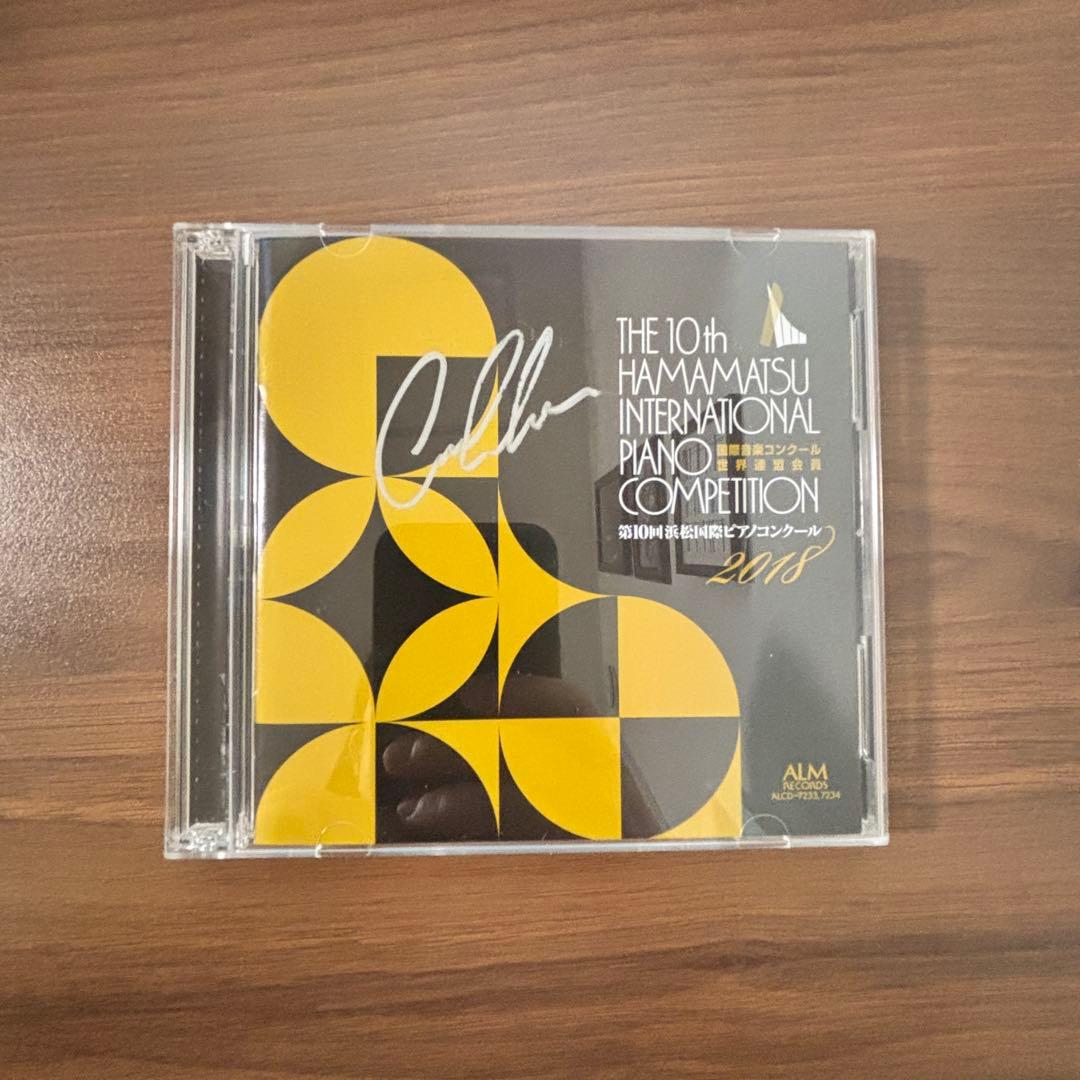 THE 10th
HAMAMATSU
INTERNATIONAL
PIANO
国際音楽コンクール
世界連盟会員
COMPETITION
第10回浜松国際ピアノコンクール
2018
ALM
RECORDS
ALCD-7233,7234